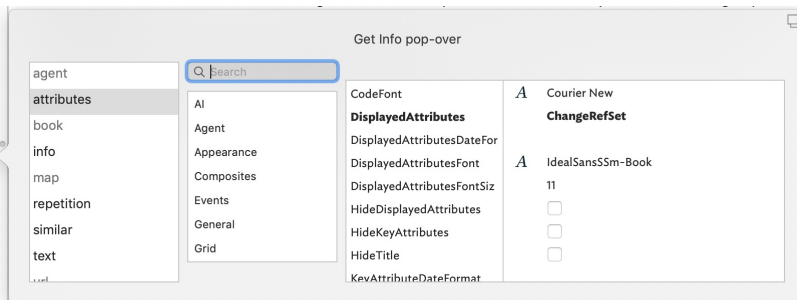 Get Info pop-over
agent
attributes
book
info
map
repetition
similar
text
url
Search
AI
Agent
Appearance
Composites
Events
General
Grid
CodeFont A Courier New
DisplayedAttributes ChangeRefSet
DisplayedAttributesDateFor
DisplayedAttributesFont A IdealSansSSm-Book
DisplayedAttributesFontSiz 11
HideDisplayedAttributes
HideKeyAttributes
HideTitle
KeyAttributeDateFormat